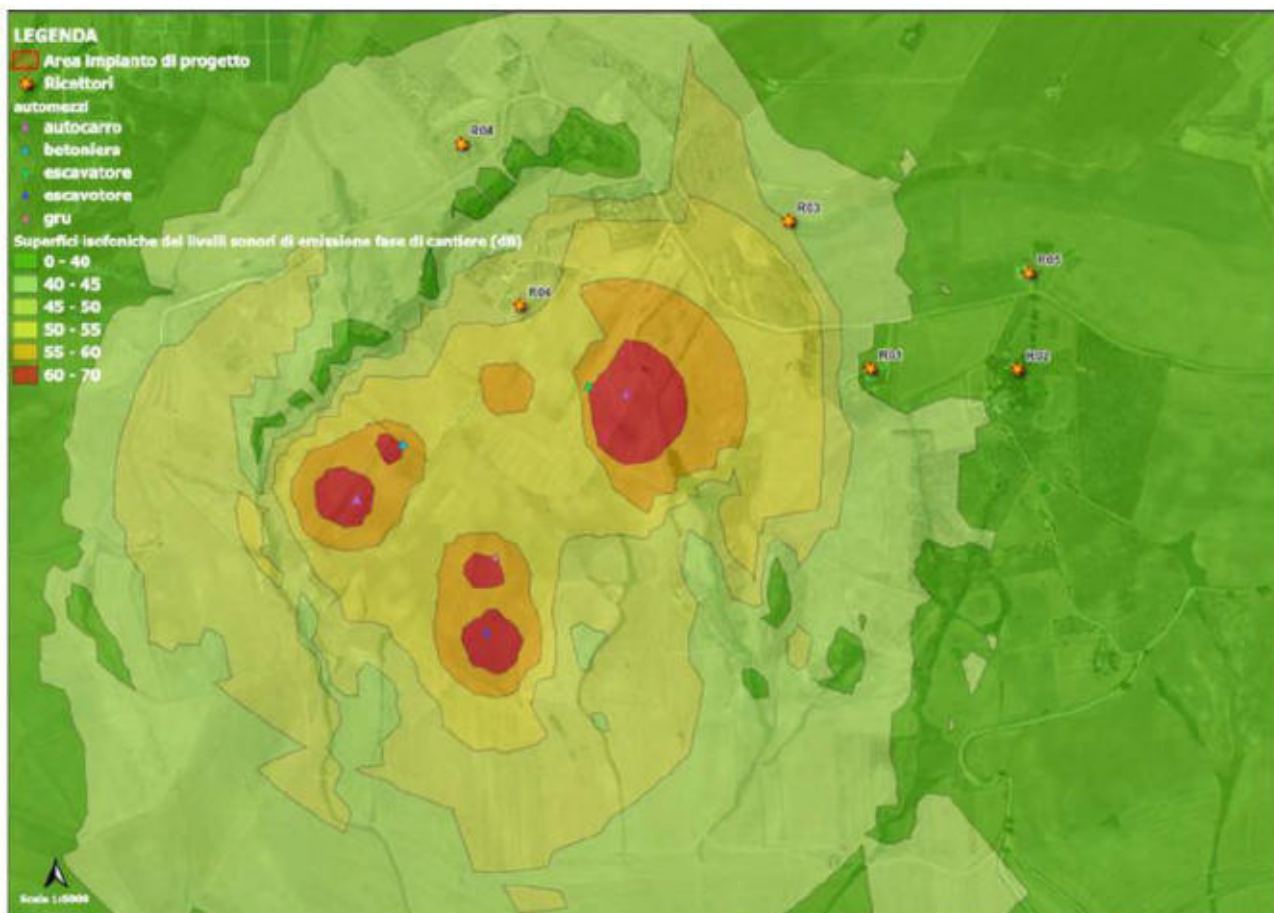 LEGENDA
Area impianto di progetto
Ricettori
automezzi
autocarro
betoniera
escavatore
escavotore
gru
Superfici isofoniche dei livelli sonori di emissione fase di cantiere (dB)
0 - 40
40 - 45
45 - 50
50 - 55
55 - 60
60 - 70
R04
R03
R05
R06
R01
R02
Scala 1:5000